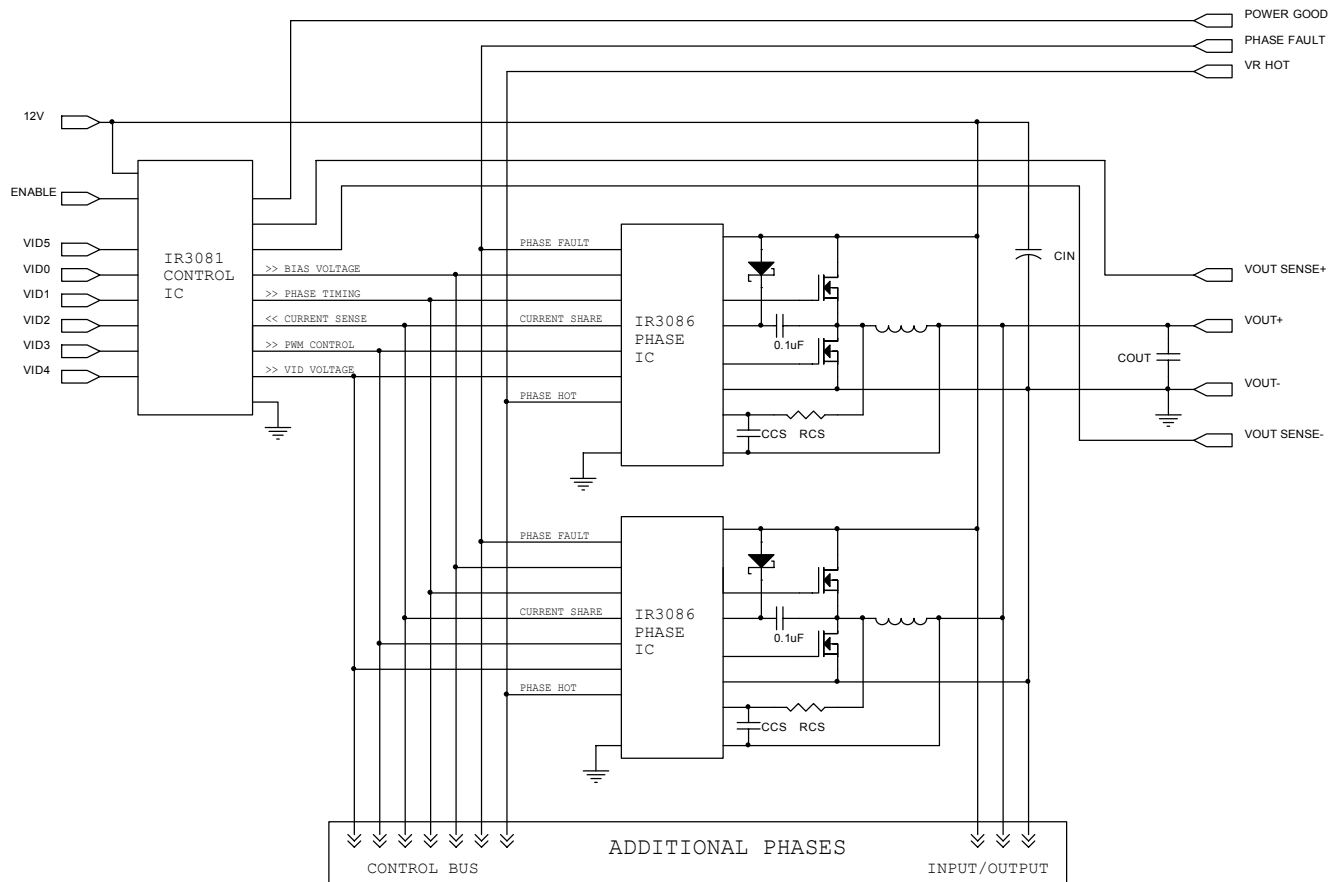 POWER GOOD
PHASE FAULT
VR HOT
12V
ENABLE
VID5
VID0
VID1
VID2
VID3
VID4
IR3081
CONTROL
IC
>> BIAS VOLTAGE
>> PHASE TIMING
<< CURRENT SENSE
>> PWM CONTROL
>> VID VOLTAGE
PHASE FAULT
CURRENT SHARE
PHASE HOT
IR3086
PHASE
IC
0.1uF
CCS RCS
CIN
COUT
VOUT SENSE+
VOUT+
VOUT-
VOUT SENSE-
PHASE FAULT
CURRENT SHARE
PHASE HOT
IR3086
PHASE
IC
0.1uF
CCS RCS
ADDITIONAL PHASES
CONTROL BUS
INPUT/OUTPUT